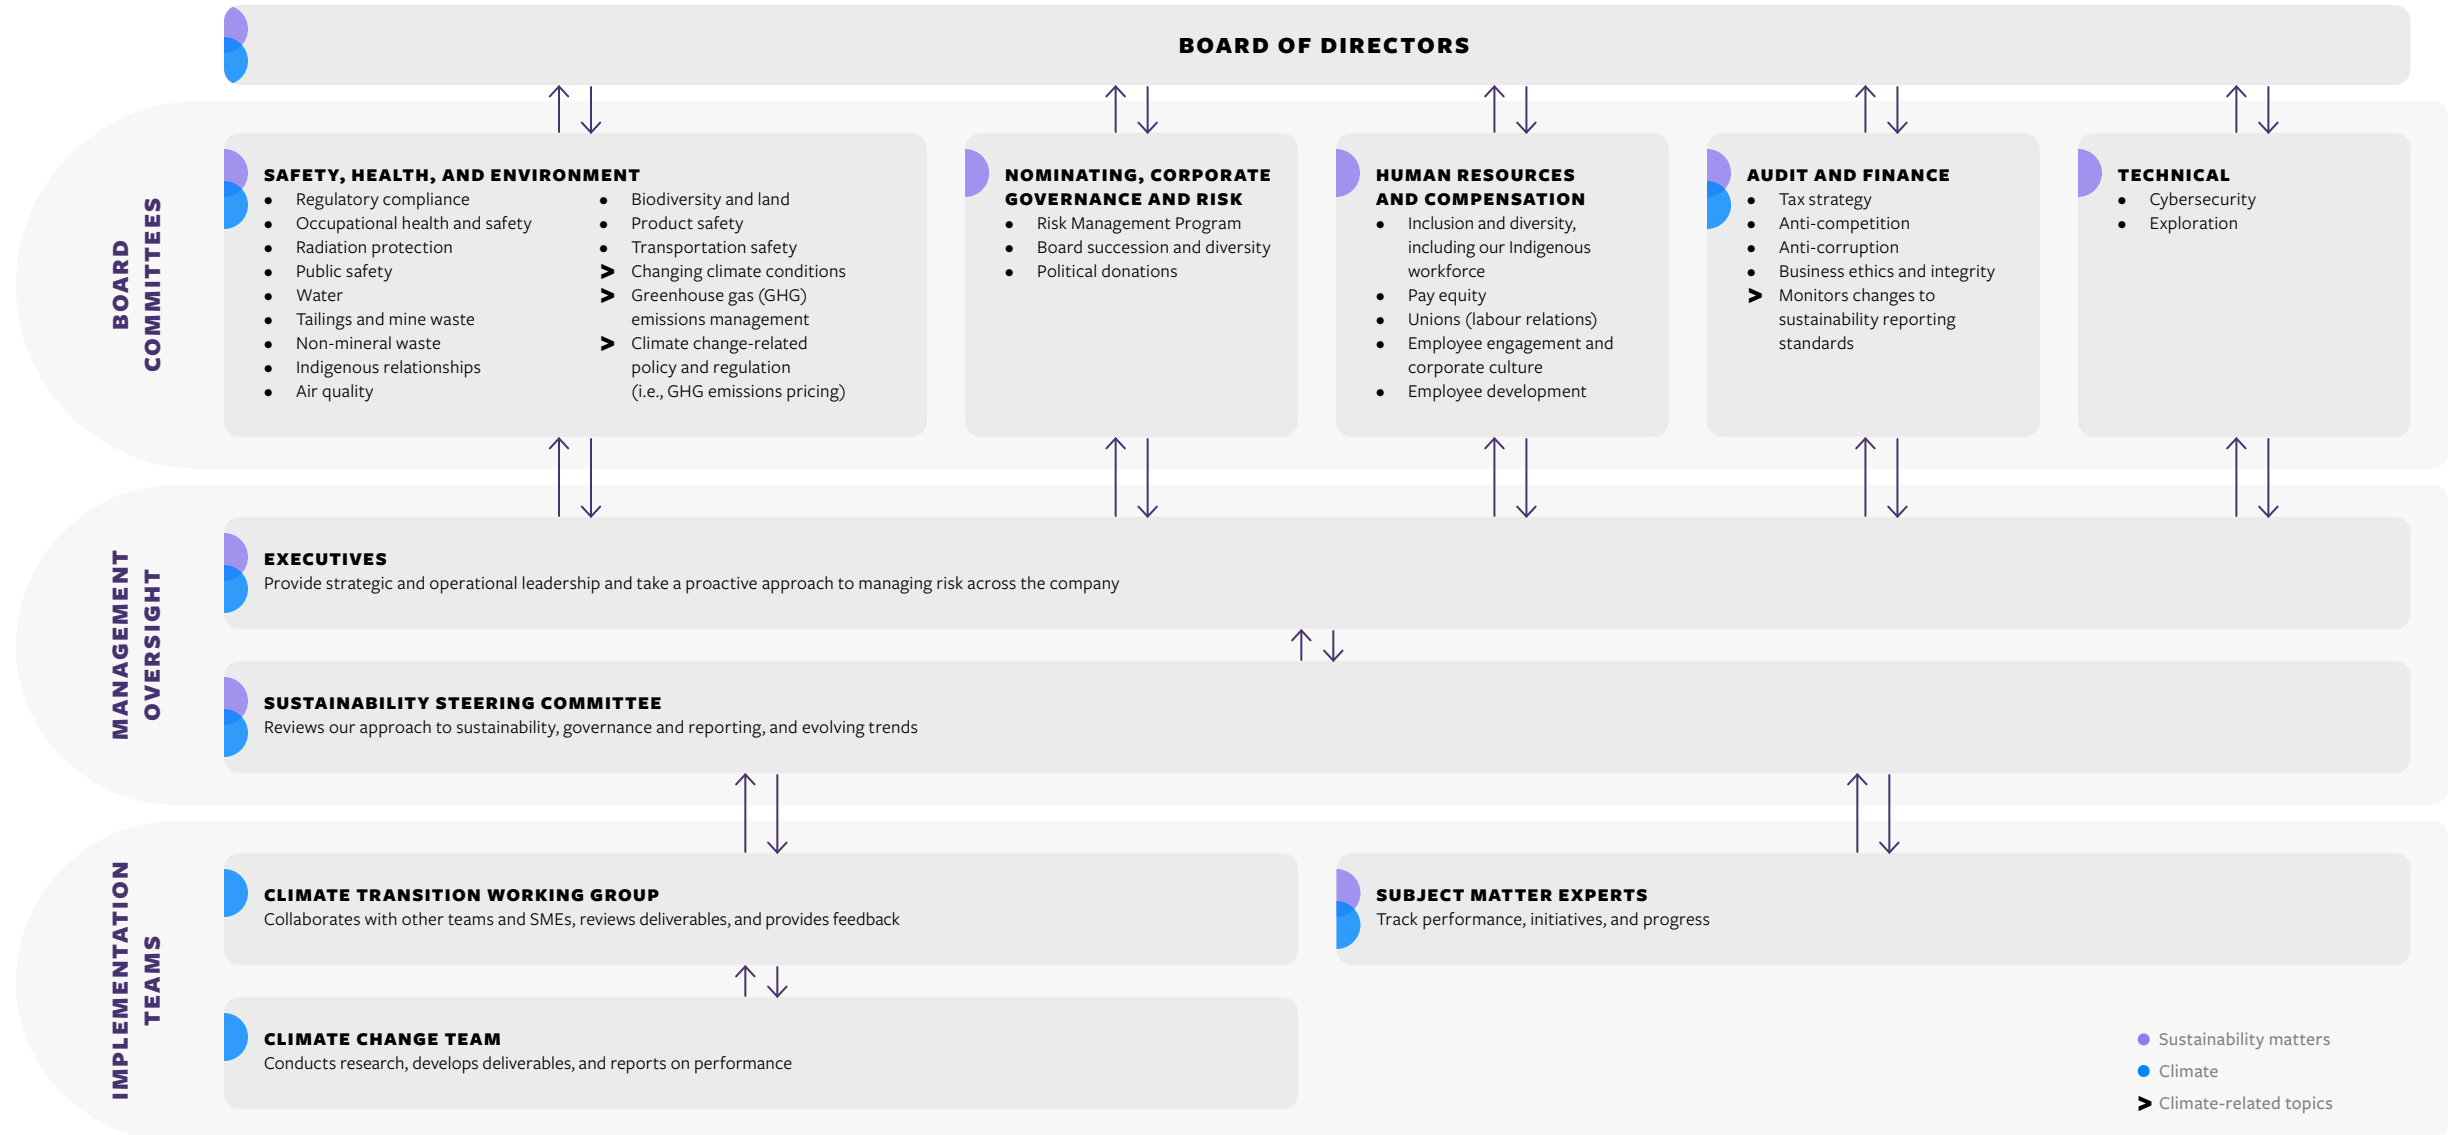 BOARD OF DIRECTORS
BOARD
COMMITTEES
SAFETY, HEALTH, AND ENVIRONMENT
● Regulatory compliance
● Occupational health and safety
● Radiation protection
● Public safety
● Water
● Tailings and mine waste
● Non-mineral waste
● Indigenous relationships
● Air quality
● Biodiversity and land
● Product safety
● Transportation safety
> Changing climate conditions
> Greenhouse gas (GHG)
emissions management
> Climate change-related
policy and regulation
(i.e., GHG emissions pricing)
NOMINATING, CORPORATE
GOVERNANCE AND RISK
● Risk Management Program
● Board succession and diversity
● Political donations
HUMAN RESOURCES
AND COMPENSATION
● Inclusion and diversity,
including our Indigenous
workforce
● Pay equity
● Unions (labour relations)
● Employee engagement and
corporate culture
● Employee development
AUDIT AND FINANCE
● Tax strategy
● Anti-competition
● Anti-corruption
● Business ethics and integrity
> Monitors changes to
sustainability reporting
standards
TECHNICAL
● Cybersecurity
● Exploration
MANAGEMENT
OVERSIGHT
EXECUTIVES
Provide strategic and operational leadership and take a proactive approach to managing risk across the company
SUSTAINABILITY STEERING COMMITTEE
Reviews our approach to sustainability, governance and reporting, and evolving trends
IMPLEMENTATION
TEAMS
CLIMATE TRANSITION WORKING GROUP
Collaborates with other teams and SMEs, reviews deliverables, and provides feedback
SUBJECT MATTER EXPERTS
Track performance, initiatives, and progress
CLIMATE CHANGE TEAM
Conducts research, develops deliverables, and reports on performance
● Sustainability matters
● Climate
> Climate-related topics